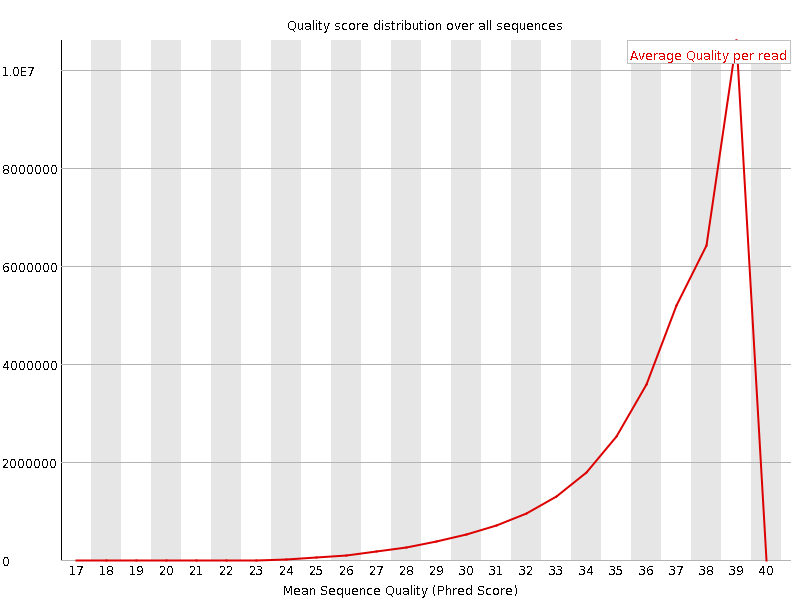 Quality score distribution over all sequences
Average Quality per read
1.0E7
8000000
6000000
4000000
2000000
0
17 18 19 20 21 22 23 24 25 26 27 28 29 30 31 32 33 34 35 36 37 38 39 40
Mean Sequence Quality (Phred Score)